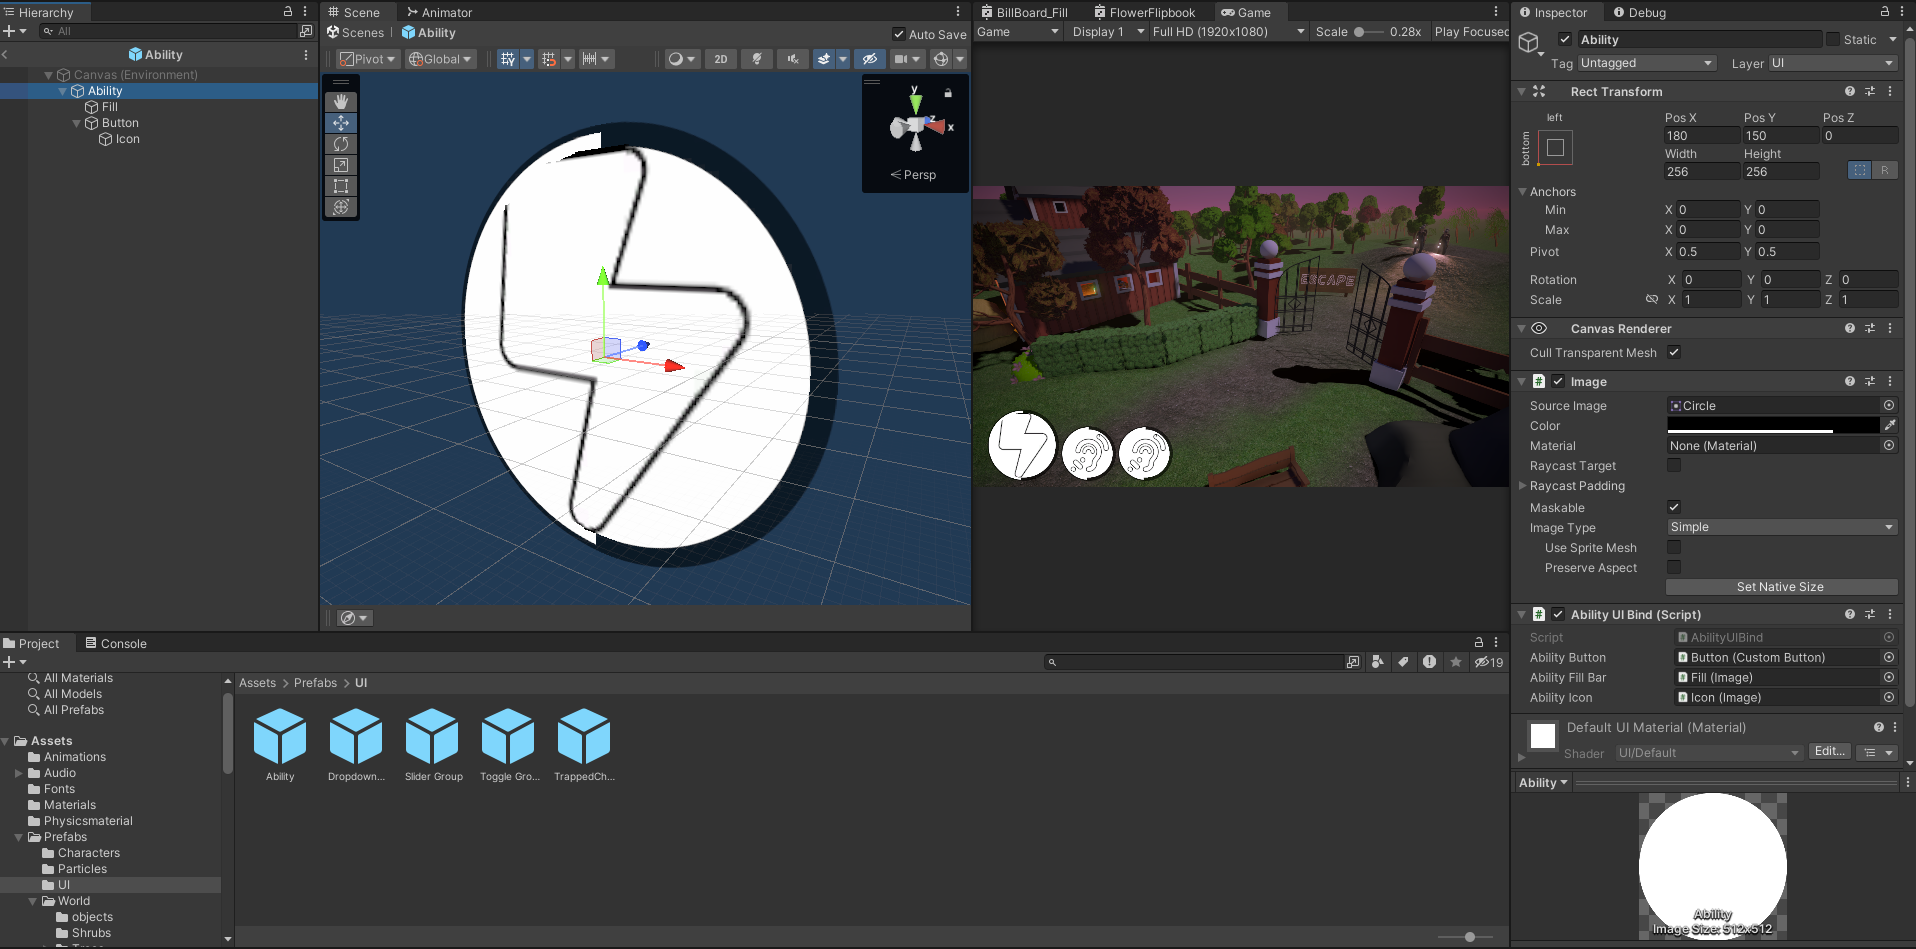 Hierarchy
All
Ability
Canvas (Environment)
Ability
Fill
Button
Icon
Scene
Animator
Scenes
Ability
Auto Save
Pivot
Global
2D
y
z
x
Persp
BillBoard_Fill
FlowerFlipbook
Game
Game
Display 1
Full HD (1920x1080)
Scale
0.28x
Play Focused
ESCAPE
Inspector
Debug
Ability
Static
Tag
Untagged
Layer
UI
Rect Transform
left
bottom
Pos X
Pos Y
Pos Z
180
150
0
Width
Height
256
256
R
Anchors
Min
X 0
Y 0
Max
X 0
Y 0
Pivot
X 0.5
Y 0.5
Rotation
X 0
Y 0
Z 0
Scale
X 1
Y 1
Z 1
Canvas Renderer
Cull Transparent Mesh
Image
Source Image
Circle
Color
Material
None (Material)
Raycast Target
Raycast Padding
Maskable
Image Type
Simple
Use Sprite Mesh
Preserve Aspect
Set Native Size
Ability UI Bind (Script)
Script
AbilityUIBind
Ability Button
Button (Custom Button)
Ability Fill Bar
Fill (Image)
Ability Icon
Icon (Image)
Default UI Material (Material)
Shader
UI/Default
Edit...
Ability
Ability
Image Size: 512x512
Project
Console
19
All Materials
All Models
All Prefabs
Assets
Animations
Audio
Fonts
Materials
Physicsmaterial
Prefabs
Characters
Particles
UI
World
objects
Shrubs
Assets > Prefabs > UI
Ability
Dropdown...
Slider Group
Toggle Gro...
TrappedCh...